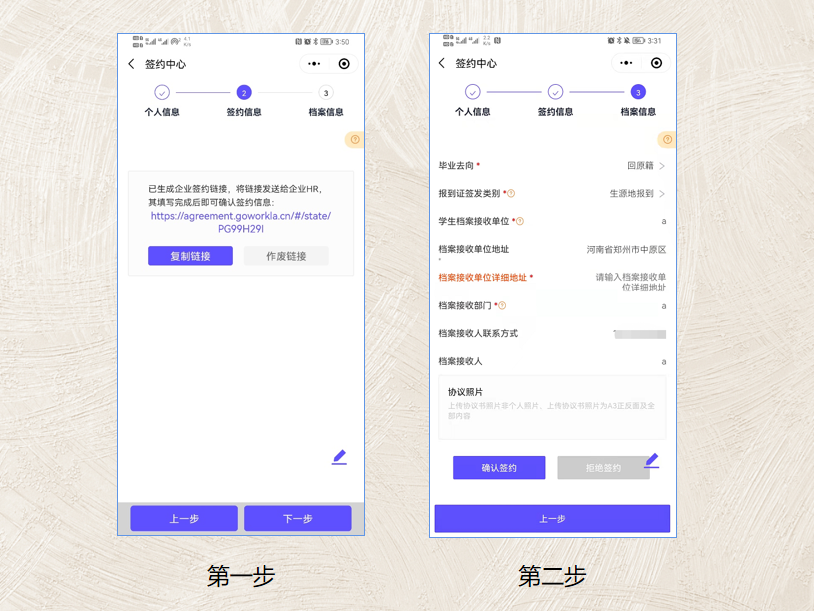 3:50
签约中心
2
3
个人信息
签约信息
档案信息
已生成企业签约链接，将链接发送给企业HR，
其填写完成后即可确认签约信息：
https://agreement.goworkla.cn/#/state/
PG99H29I
复制链接
作废链接
上一步
下一步
第一步
3:31
签约中心
3
个人信息
签约信息
档案信息
毕业去向 *
回原籍
报到证签发类别 *
生源地报到
学生档案接收单位 *
a
档案接收单位地址
*
河南省郑州市中原区
档案接收单位详细地址 *
请输入档案接收单
位详细地址
档案接收部门 *
a
档案接收人联系方式
档案接收人
a
协议照片
上传协议书照片非个人照片，上传协议书照片为A3正反面及全
部内容
确认签约
拒绝签约
上一步
第二步